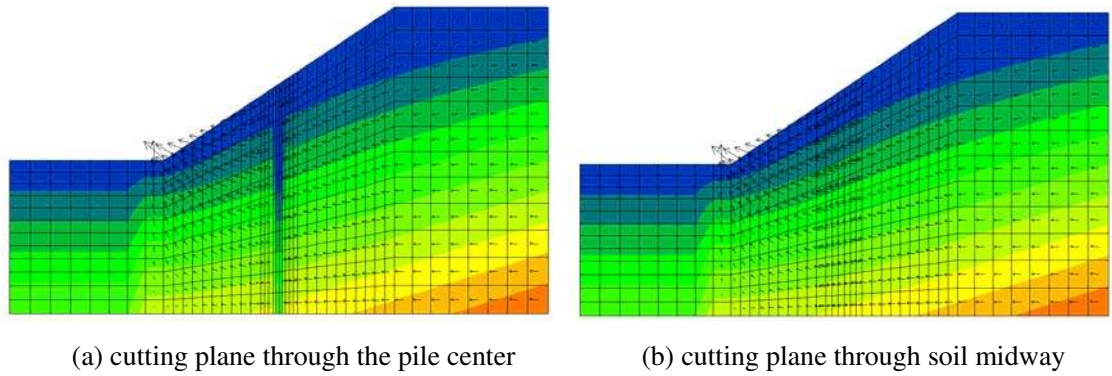 (a) cutting plane through the pile center
(b) cutting plane through soil midway